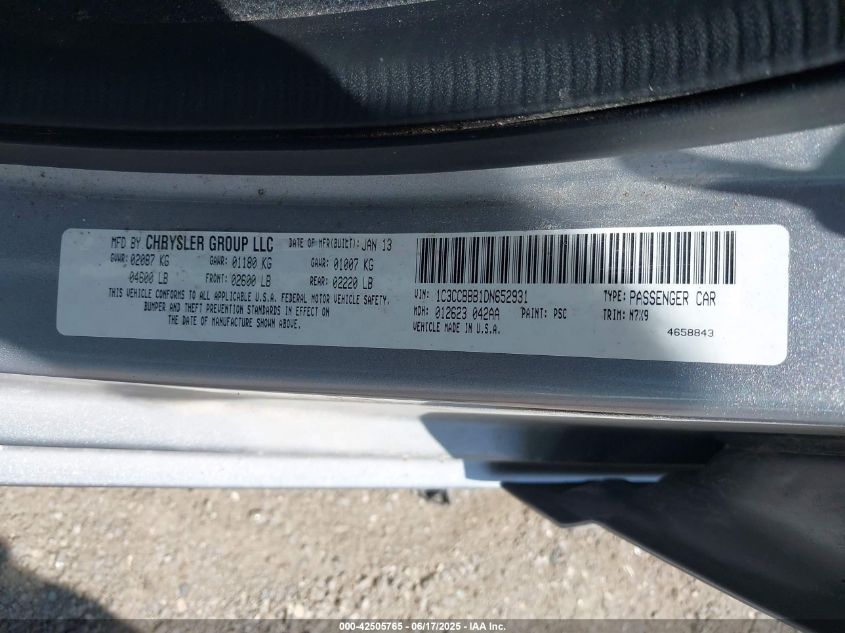 MFD BY CHRYSLER GROUP LLC DATE OF MFR(BUILT): JAN 13
GVWR: 02087 KG GAWR: 01180 KG GAWR: 01007 KG
04600 LB FRONT: 02600 LB REAR: 02220 LB
THIS VEHICLE CONFORMS TO ALL APPLICABLE U.S.A. FEDERAL MOTOR VEHICLE SAFETY,
BUMPER AND THEFT PREVENTION STANDARDS IN EFFECT ON
THE DATE OF MANUFACTURE SHOWN ABOVE.
VIN: 1C3CCBBB1DN652931 TYPE: PASSENGER CAR
MDH: 012623 042AA PAINT: PSC TRIM: M7X9
VEHICLE MADE IN U.S.A. 4658843
000-42505765 - 06/17/2025 - IAA Inc.